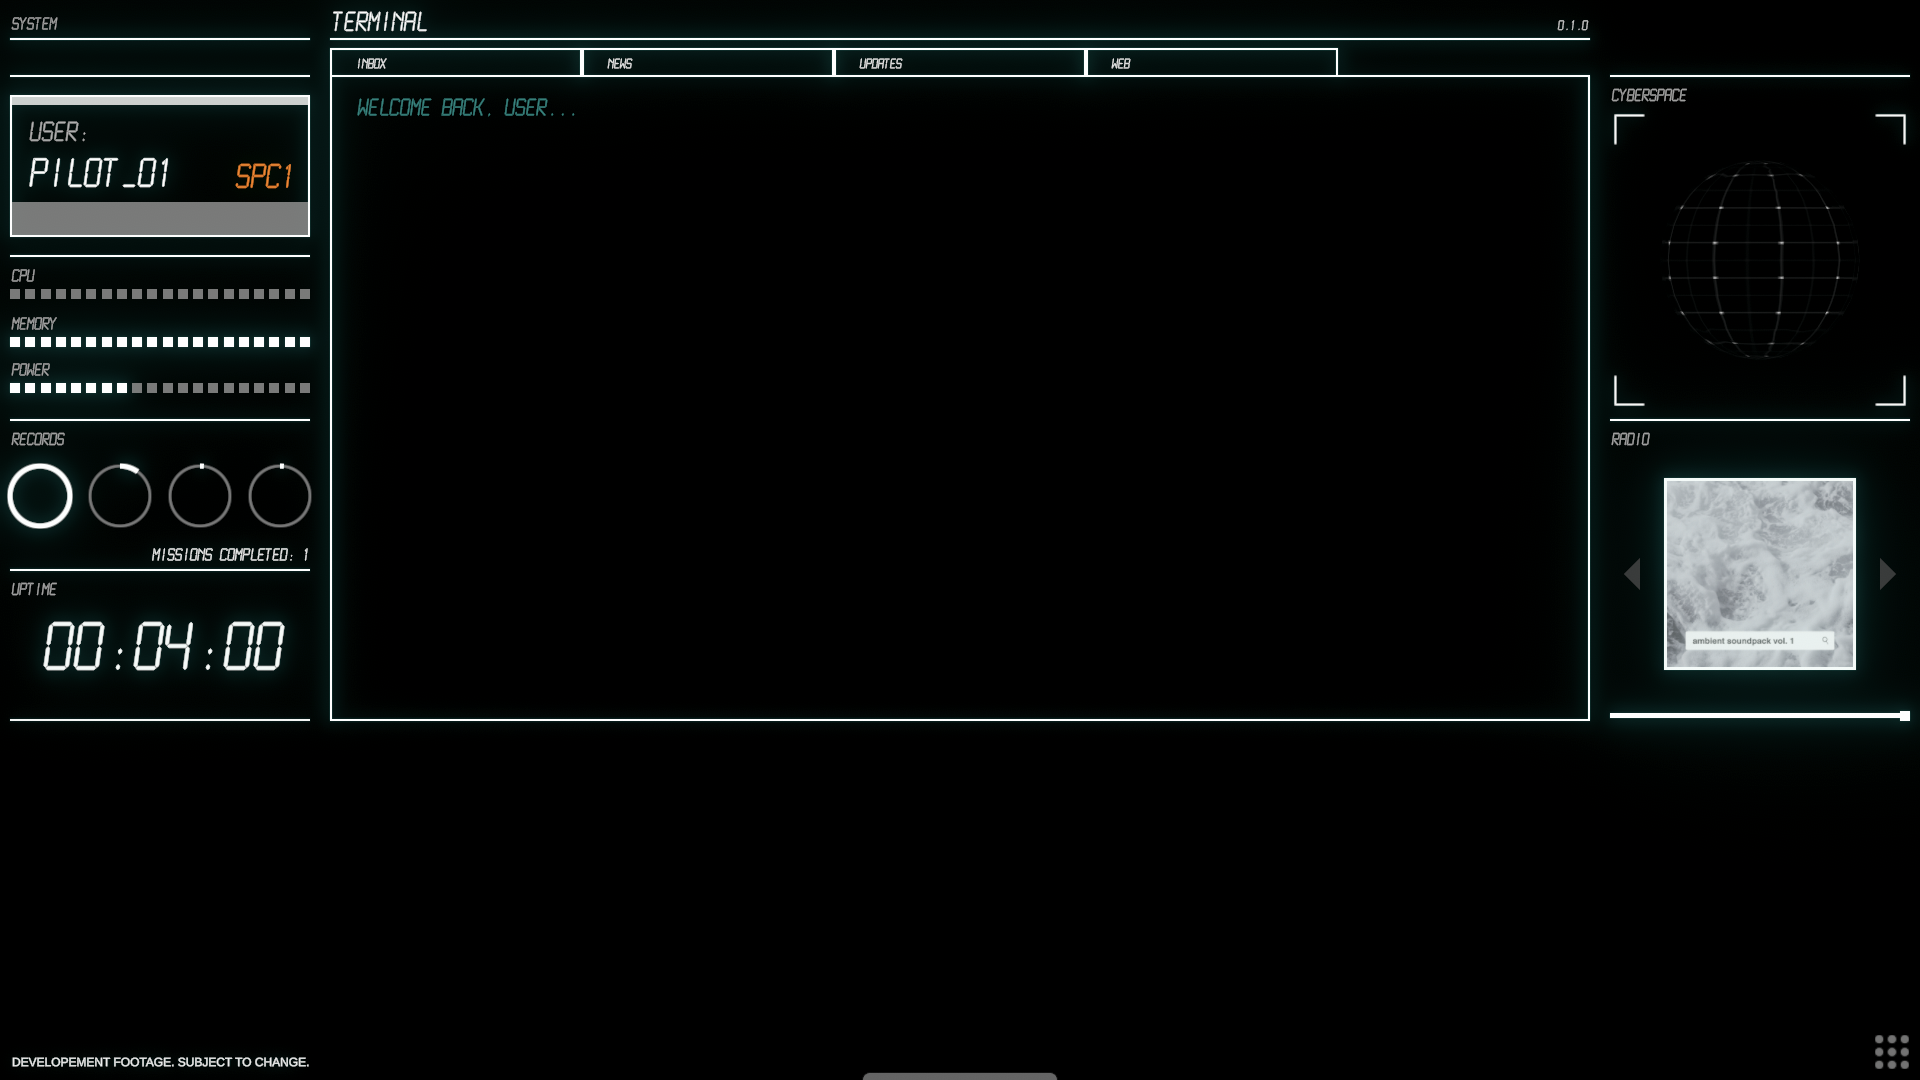 SYSTEM
TERMINAL
0.1.0
INBOX
NEWS
UPDATES
WEB
WELCOME BACK, USER...
USER:
PILOT_01
SPC1
CPU
MEMORY
POWER
RECORDS
MISSIONS COMPLETED: 1
UPTIME
00:04:00
CYBERSPACE
RADIO
ambient soundpack vol. 1
DEVELOPEMENT FOOTAGE. SUBJECT TO CHANGE.